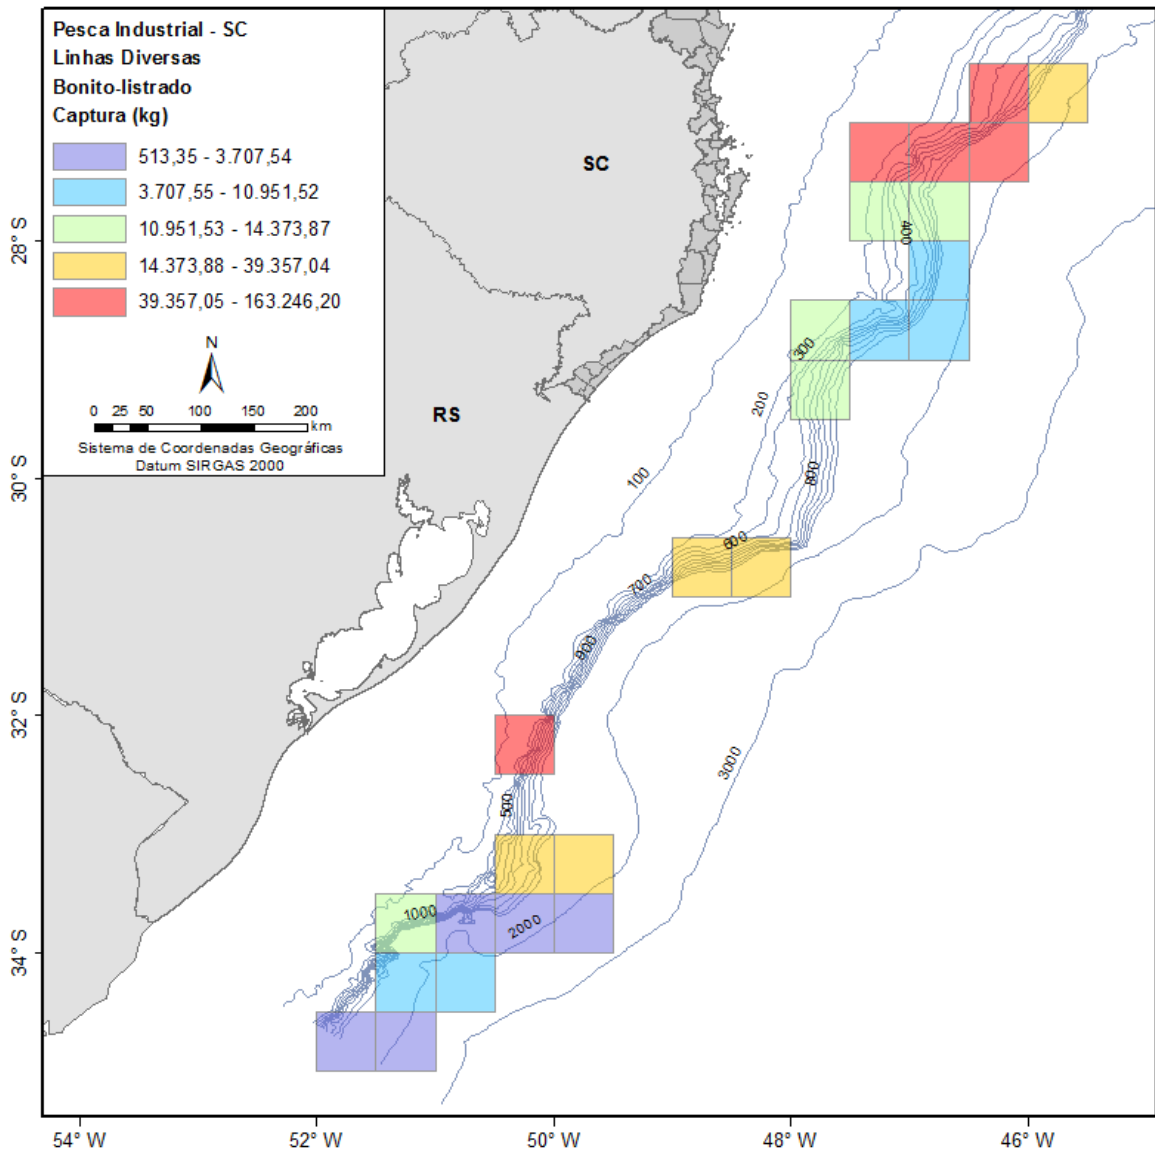 Pesca Industrial - SC
Linhas Diversas
Bonito-listrado
Captura (kg)
513,35 - 3.707,54
3.707,55 - 10.951,52
10.951,53 - 14.373,87
14.373,88 - 39.357,04
39.357,05 - 163.246,20
N
0 25 50 100 150 200 km
Sistema de Coordenadas Geográficas
Datum SIRGAS 2000
SC
RS
400
300
200
100
800
600
700
900
3000
500
1000
2000
28° S
30° S
32° S
34° S
54° W
52° W
50° W
48° W
46° W